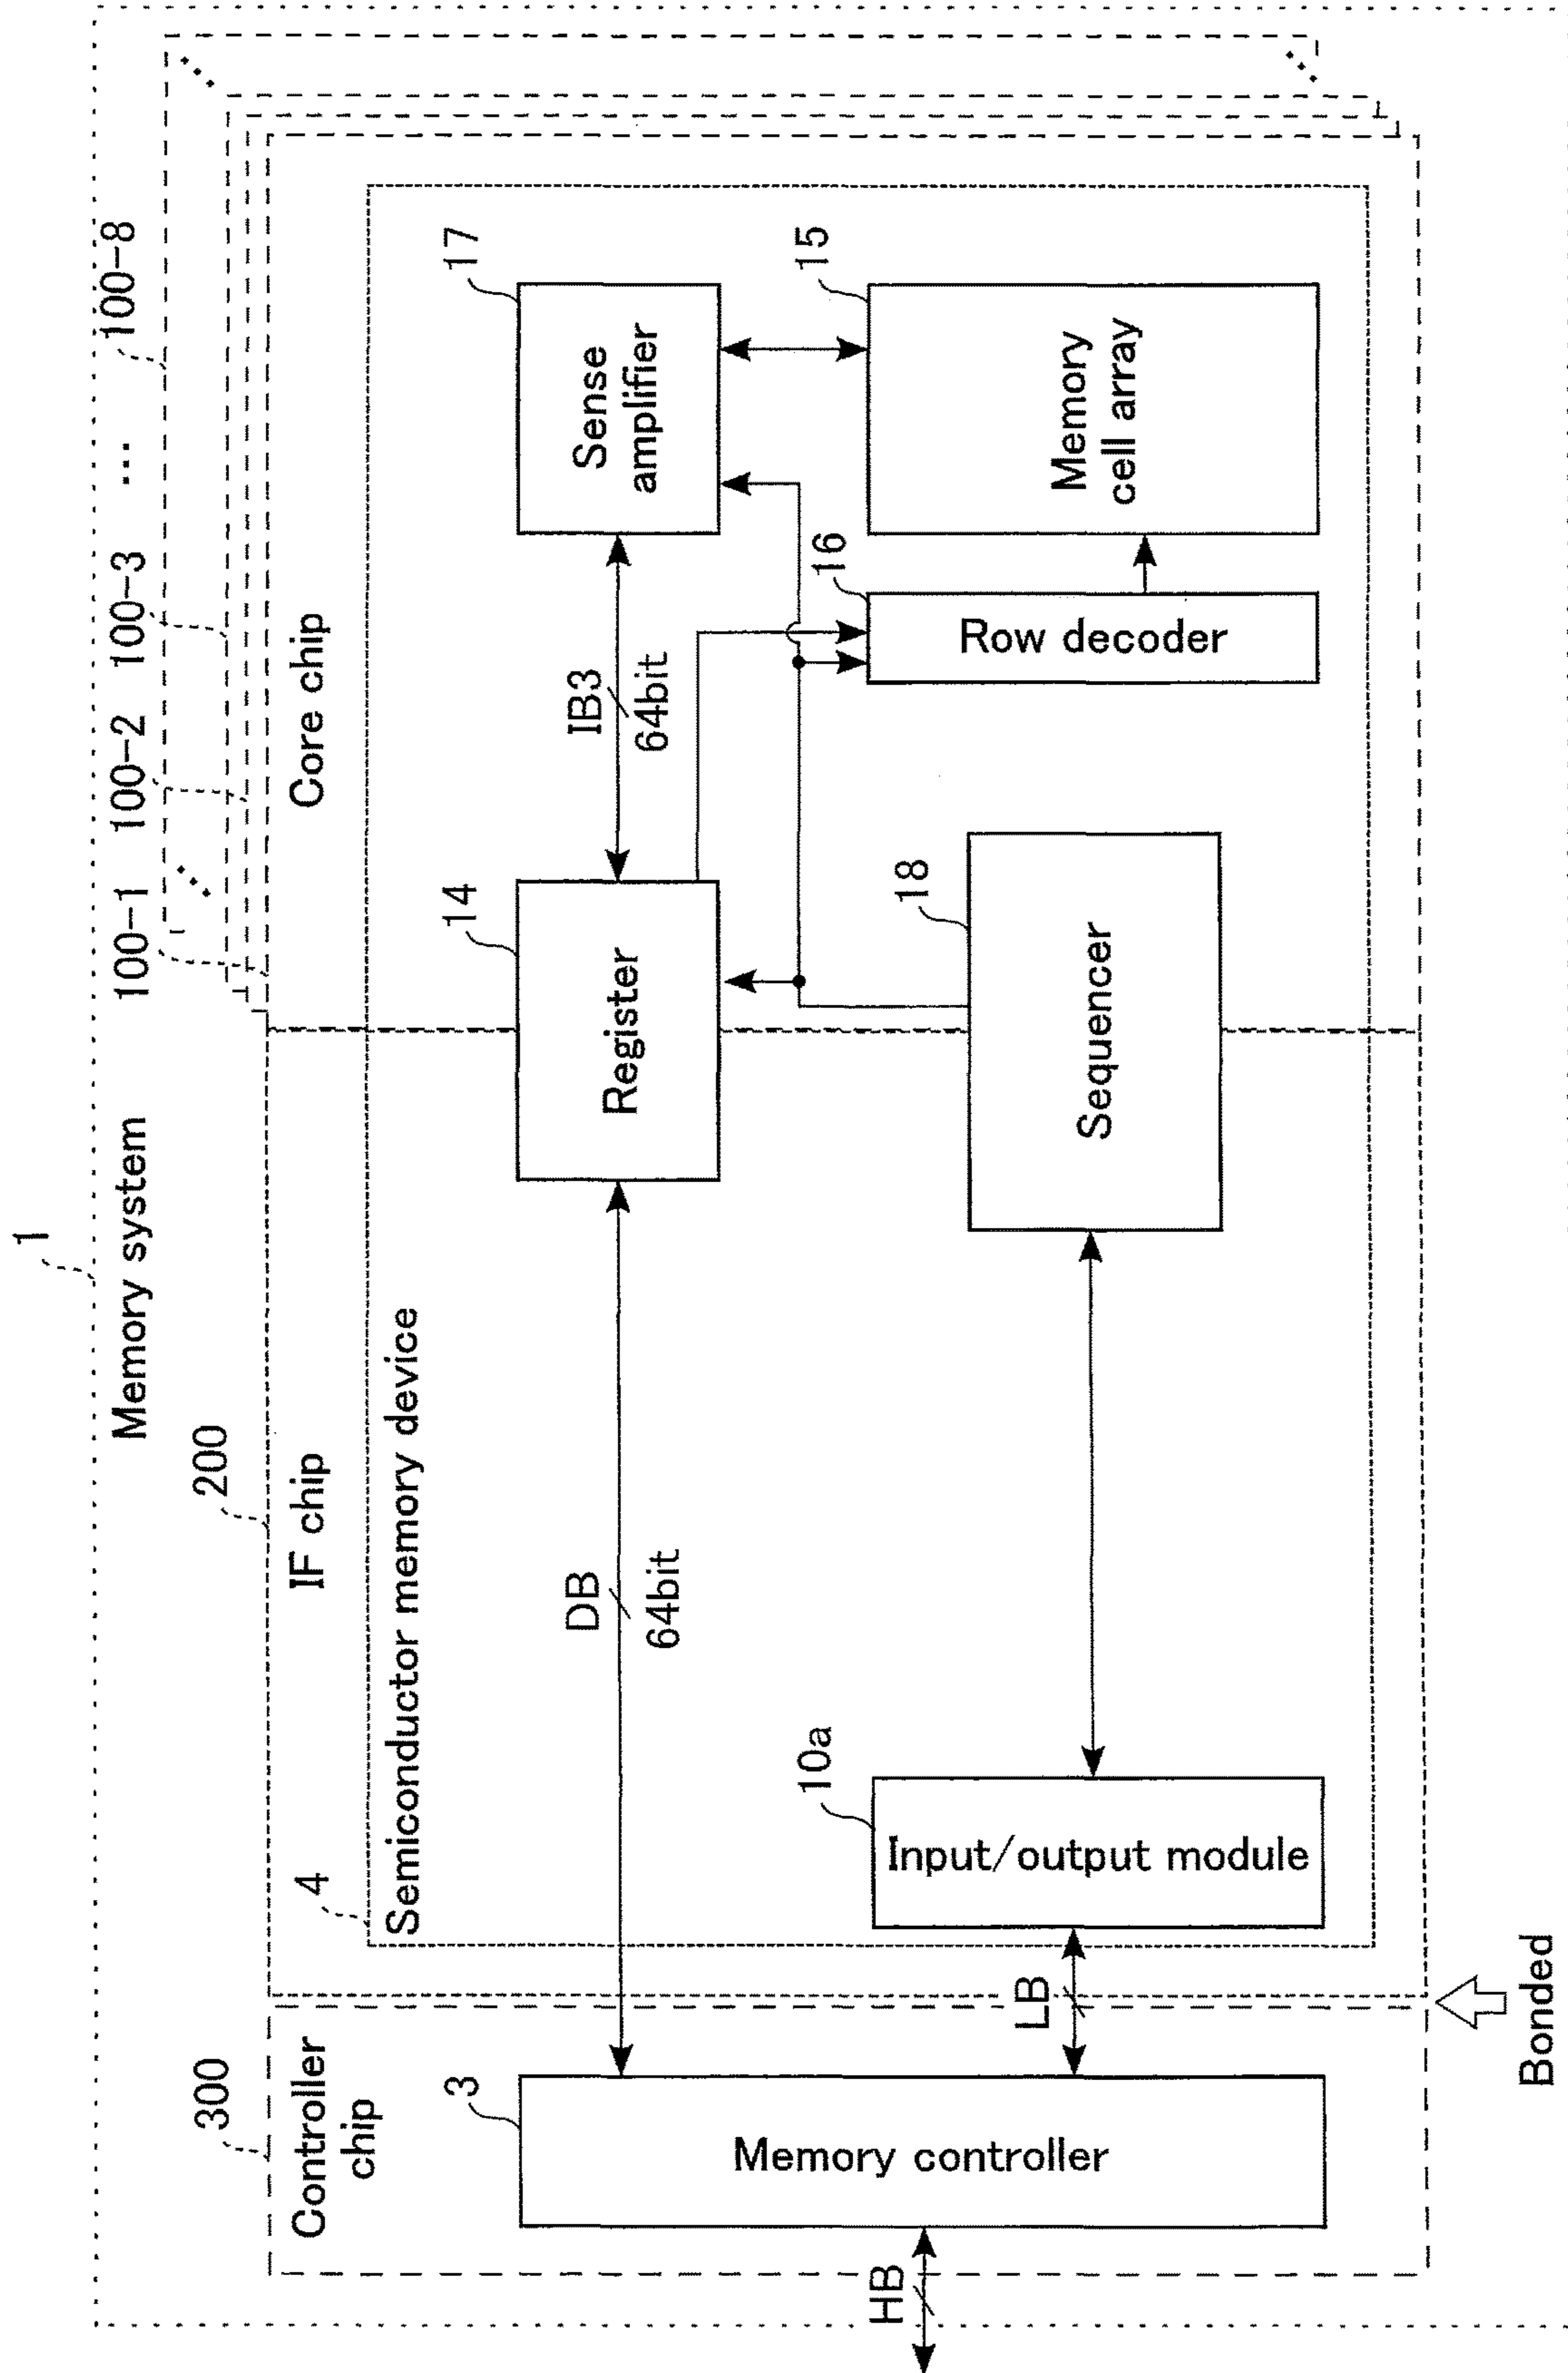 1
Memory system
300
200
100-1
100-2
100-3
...
100-8
Controller
chip
IF chip
Core chip
4
Semiconductor memory device
3
Memory controller
HB
DB
64bit
LB
10a
Input/output module
14
Register
IB3
64bit
17
Sense
amplifier
18
Sequencer
16
Row decoder
15
Memory
cell array
Bonded